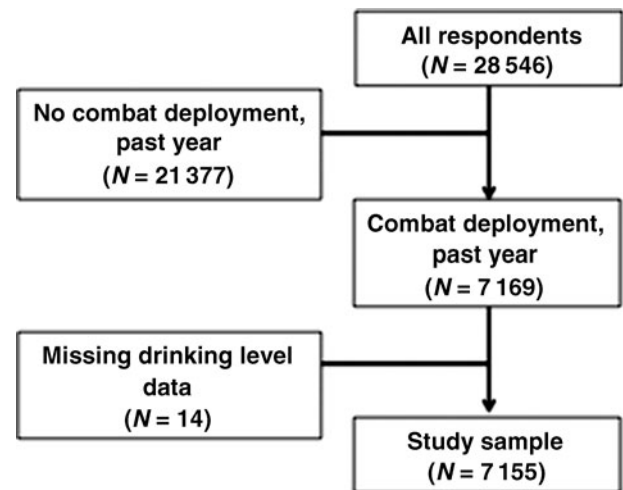 All respondents
(N = 28 546)
No combat deployment,
past year
(N = 21 377)
Combat deployment,
past year
(N = 7 169)
Missing drinking level
data
(N = 14)
Study sample
(N = 7 155)